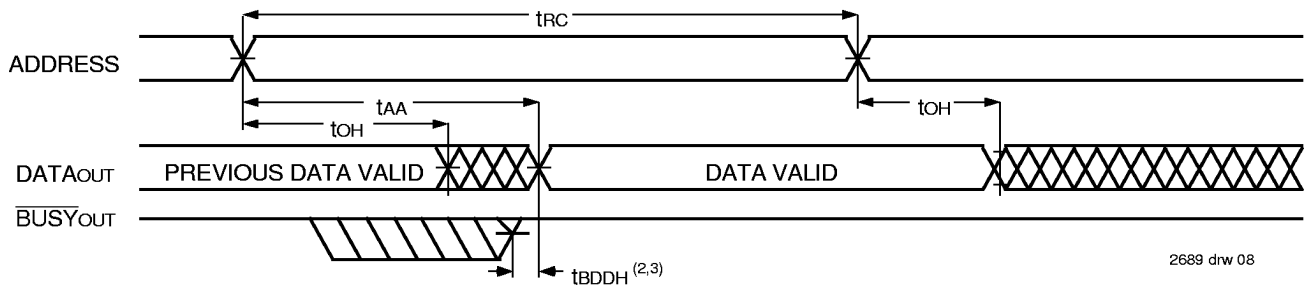 tRC
ADDRESS
tAA
tOH
tOH
DATAOUT
PREVIOUS DATA VALID
DATA VALID
BUSYOUT
tBDDH (2,3)
2689 drw 08